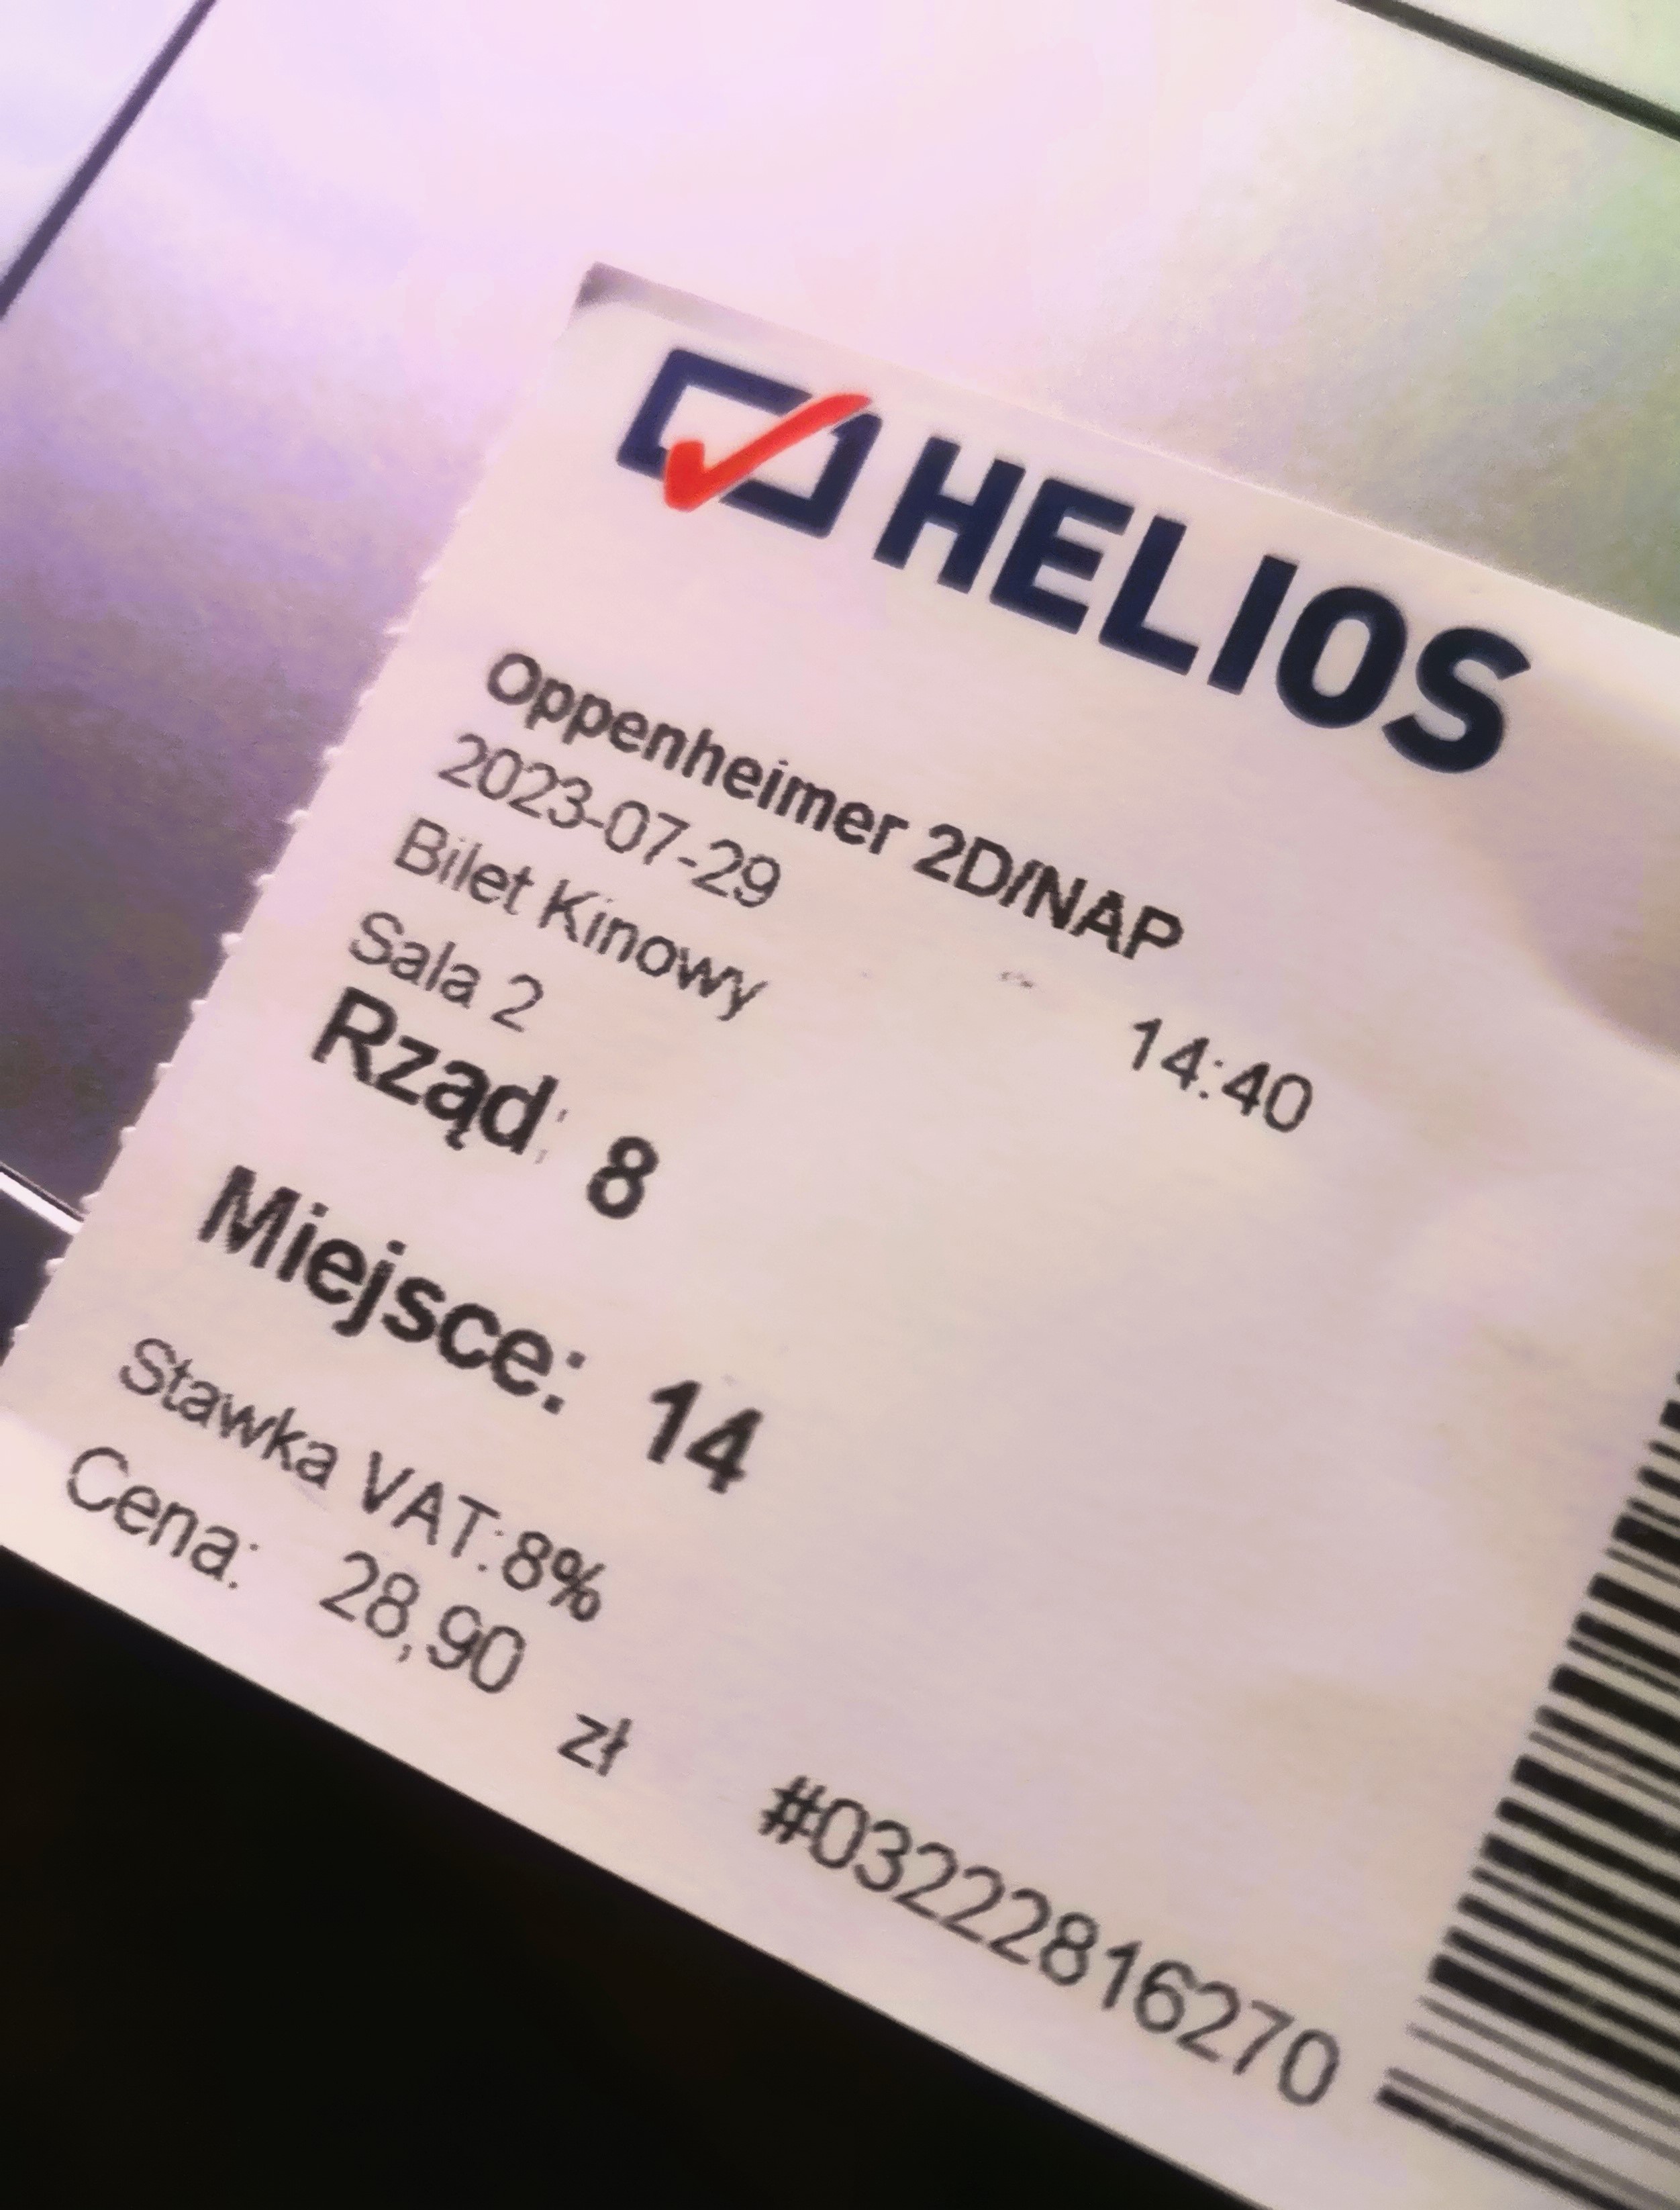 HELIOS
Oppenheimer 2D/NAP
2023-07-29 14:40
Bilet Kinowy
Sala 2
Rząd: 8
Miejsce: 14
Stawka VAT:8%
Cena: 28,90 zł
#03222816270